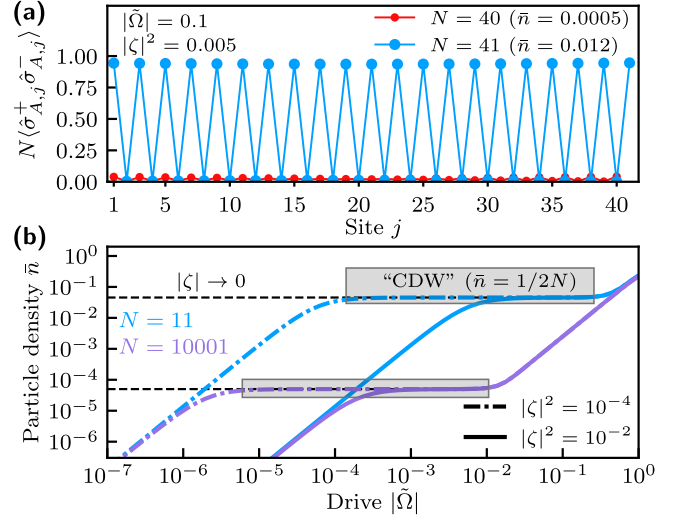 (a)
|Ω̃| = 0.1
|ζ|² = 0.005
N = 40 (n̄ = 0.0005)
N = 41 (n̄ = 0.012)
N⟨σ̂⁺_{A,j} σ̂⁻_{A,j}⟩
1.00
0.75
0.50
0.25
0.00
1 5 10 15 20 25 30 35 40
Site j
(b)
Particle density n̄
10⁰
10⁻¹
10⁻²
10⁻³
10⁻⁴
10⁻⁵
10⁻⁶
|ζ| → 0
"CDW" (n̄ = 1/2N)
N = 11
N = 10001
|ζ|² = 10⁻⁴
|ζ|² = 10⁻²
10⁻⁷ 10⁻⁶ 10⁻⁵ 10⁻⁴ 10⁻³ 10⁻² 10⁻¹ 10⁰
Drive |Ω̃|